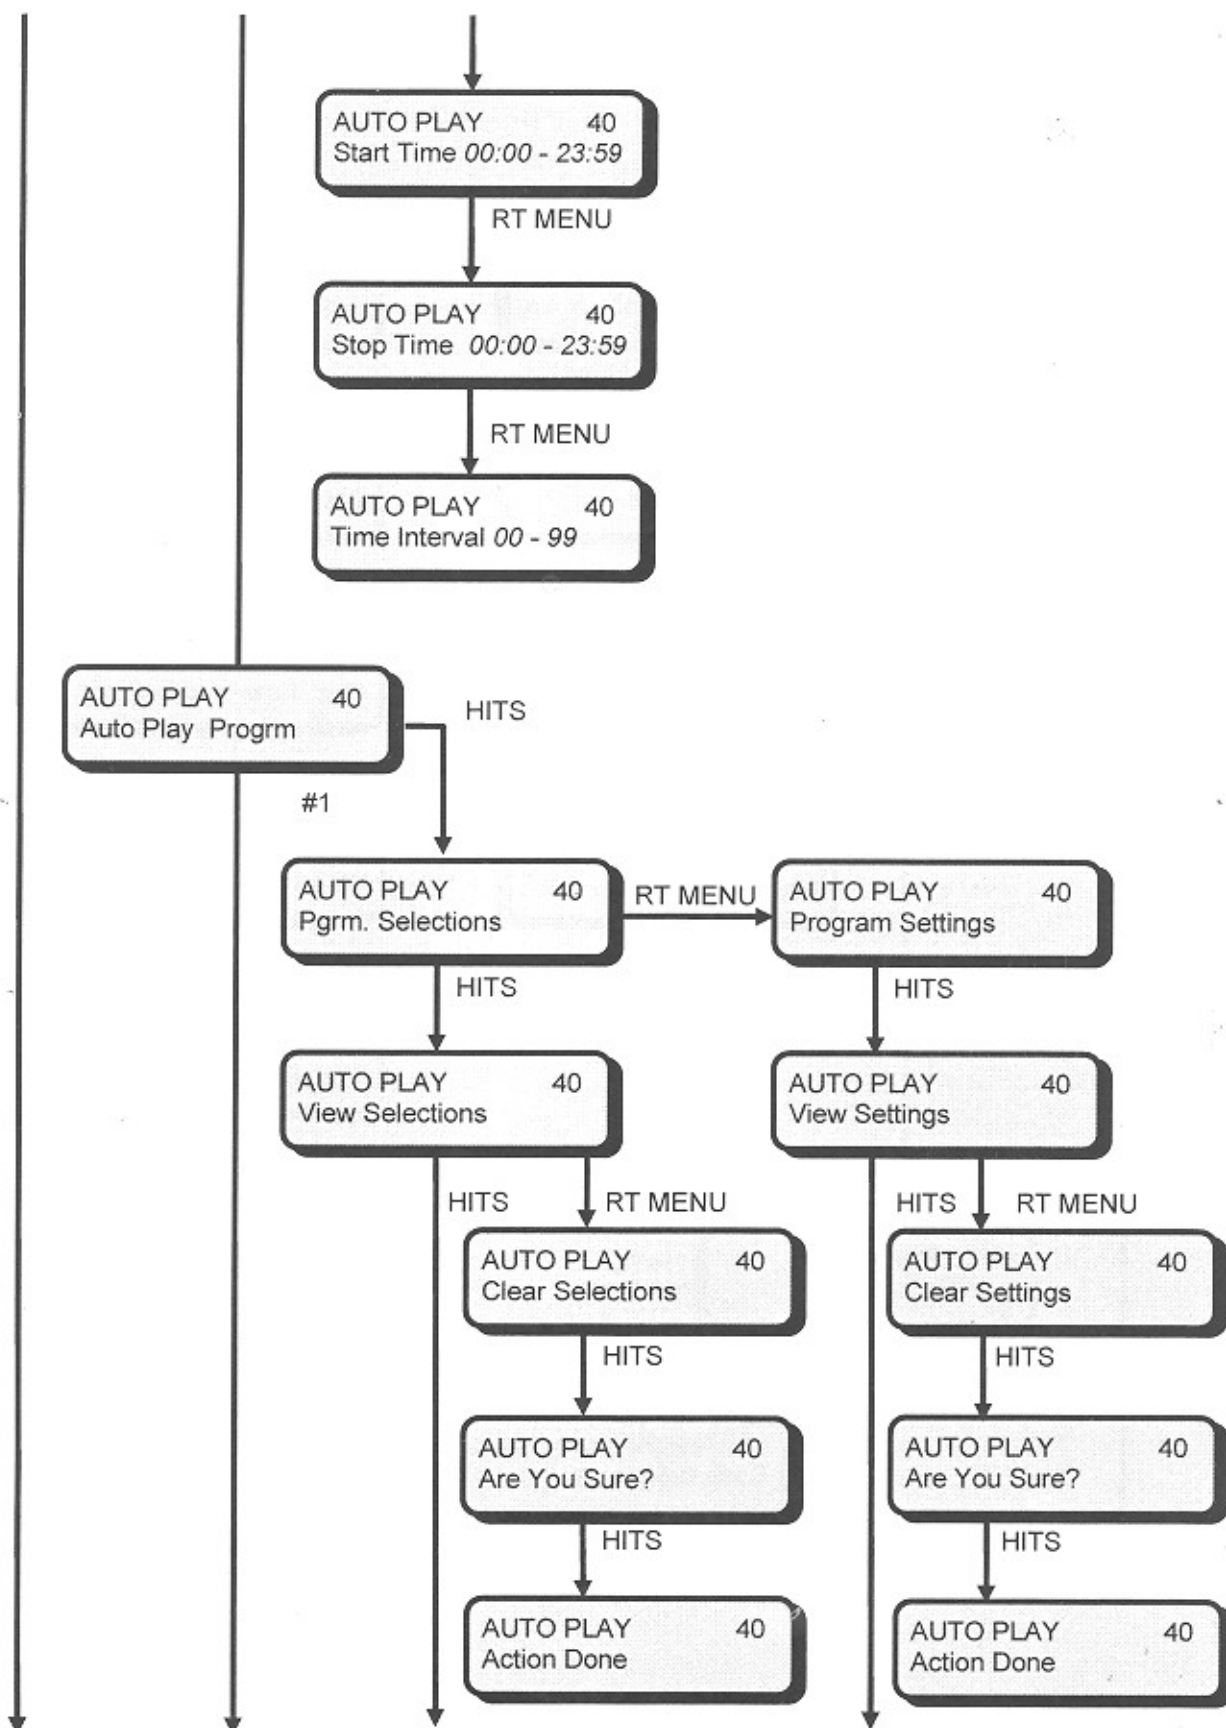 AUTO PLAY 40
Start Time 00:00 - 23:59
RT MENU
AUTO PLAY 40
Stop Time 00:00 - 23:59
RT MENU
AUTO PLAY 40
Time Interval 00 - 99
AUTO PLAY 40
Auto Play Progrm
HITS
#1
AUTO PLAY 40
Pgrm. Selections
RT MENU
AUTO PLAY 40
Program Settings
HITS
HITS
AUTO PLAY 40
View Selections
AUTO PLAY 40
View Settings
HITS
RT MENU
HITS
RT MENU
AUTO PLAY 40
Clear Selections
AUTO PLAY 40
Clear Settings
HITS
HITS
AUTO PLAY 40
Are You Sure?
AUTO PLAY 40
Are You Sure?
HITS
HITS
AUTO PLAY 40
Action Done
AUTO PLAY 40
Action Done